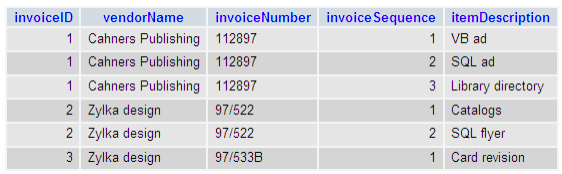 invoiceID vendorName invoiceNumber invoiceSequence itemDescription
1 Cahners Publishing 112897 1 VB ad
1 Cahners Publishing 112897 2 SQL ad
1 Cahners Publishing 112897 3 Library directory
2 Zylka design 97/522 1 Catalogs
2 Zylka design 97/522 2 SQL flyer
3 Zylka design 97/533B 1 Card revision